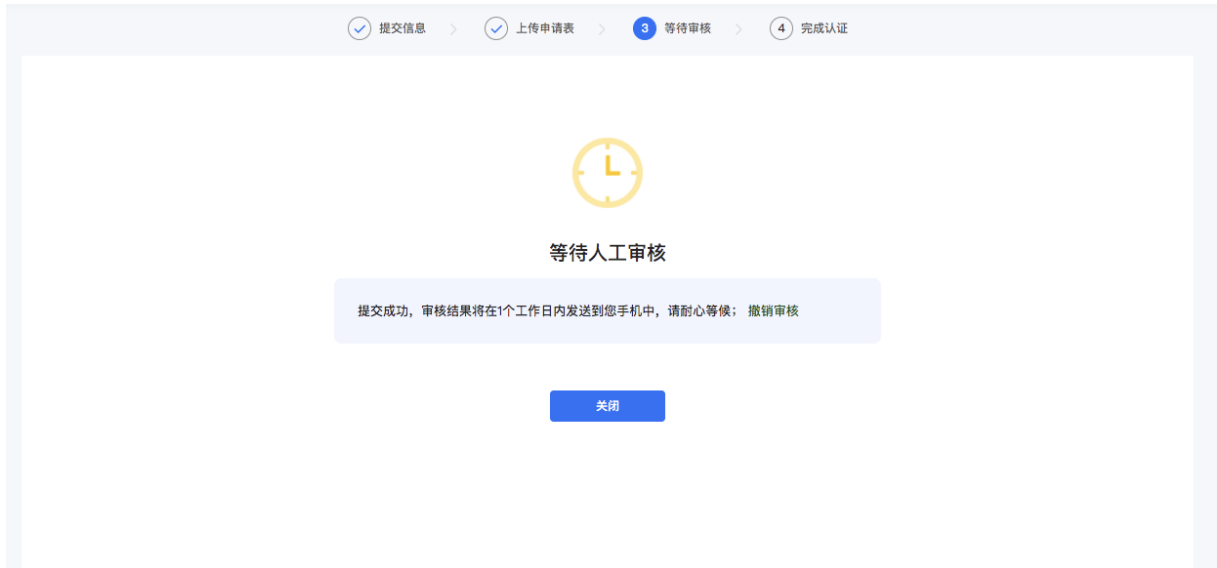 提交信息 > 上传申请表 > 3 等待审核 > 4 完成认证
等待人工审核
提交成功，审核结果将在1个工作日内发送到您手机中，请耐心等候； 撤销审核
关闭